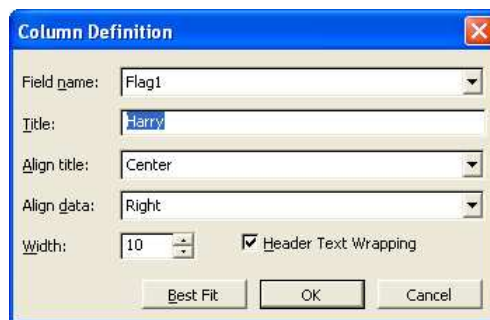 Column Definition
Field name: Flag1
Title: Harry
Align title: Center
Align data: Right
Width: 10 Header Text Wrapping
Best Fit OK Cancel